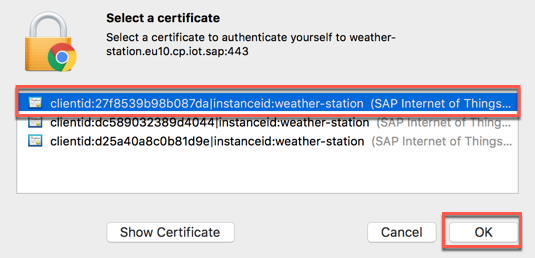 Select a certificate
Select a certificate to authenticate yourself to weather-
station.eu10.cp.iot.sap:443
clientid:27f8539b98b087da|instanceid:weather-station (SAP Internet of Things...
clientid:dc589032389d4044|instanceid:weather-station (SAP Internet of Thing...
clientid:d25a40a8c0b81d9e|instanceid:weather-station (SAP Internet of Things...
Show Certificate
Cancel
OK